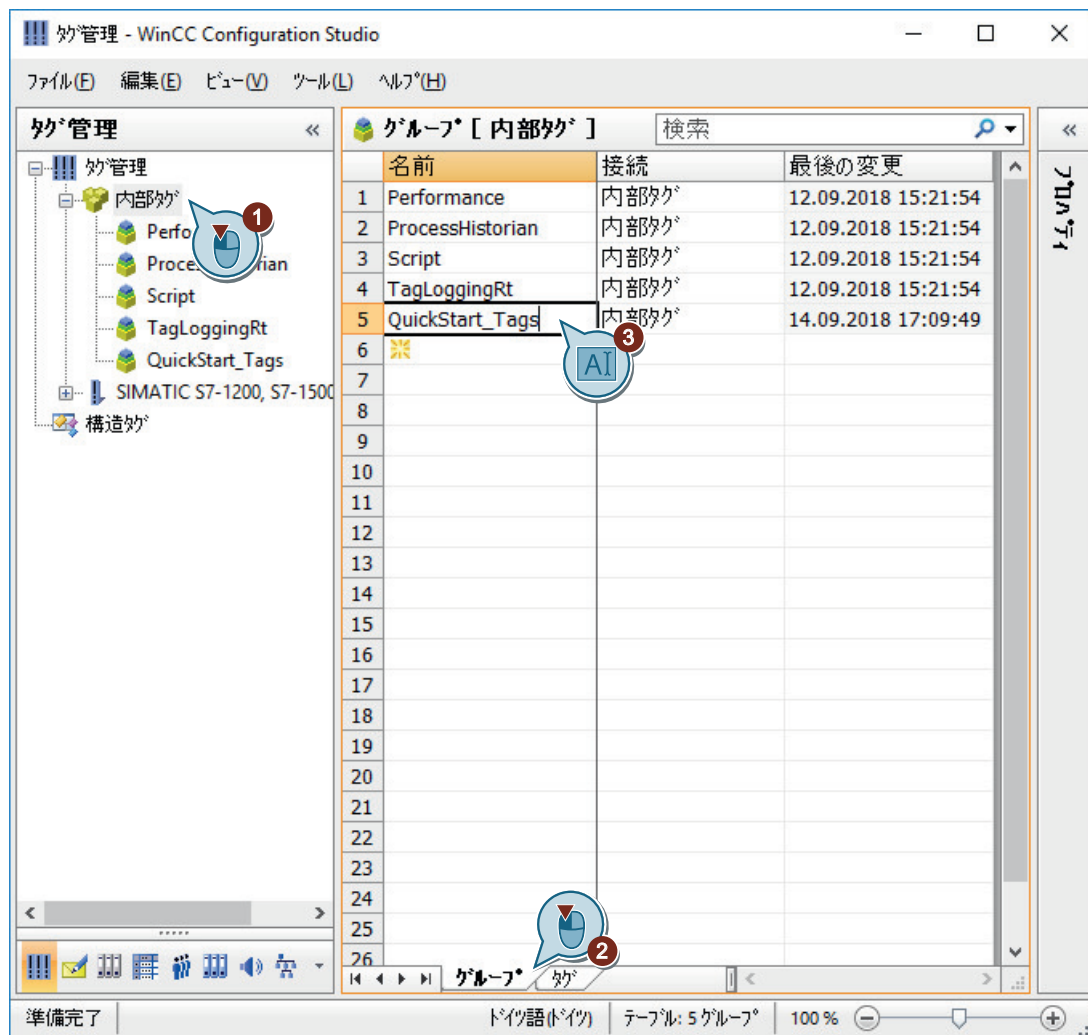 ﾀｸﾞ管理 - WinCC Configuration Studio
ﾌｧｲﾙ(F) 編集(E) ﾋﾞｭｰ(V) ﾂｰﾙ(L) ﾍﾙﾌﾟ(H)
ﾀｸﾞ管理 «
ﾀｸﾞ管理
内部ﾀｸﾞ
1
Perfo
Proce rian
Script
TagLoggingRt
QuickStart_Tags
SIMATIC S7-1200, S7-1500
構造ﾀｸﾞ
ｸﾞﾙｰﾌﾟ [ 内部ﾀｸﾞ ] 検索
名前 接続 最後の変更
1 Performance 内部ﾀｸﾞ 12.09.2018 15:21:54
2 ProcessHistorian 内部ﾀｸﾞ 12.09.2018 15:21:54
3 Script 内部ﾀｸﾞ 12.09.2018 15:21:54
4 TagLoggingRt 内部ﾀｸﾞ 12.09.2018 15:21:54
5 QuickStart_Tags 内部ﾀｸﾞ 14.09.2018 17:09:49
3
AI
6
7
8
9
10
11
12
13
14
15
16
17
18
19
20
21
22
23
24
25
26
2
ｸﾞﾙｰﾌﾟ ﾀｸﾞ
«
ﾌﾟﾛﾊﾟﾃｨ
準備完了 ﾄﾞｲﾂ語(ﾄﾞｲﾂ) ﾃｰﾌﾞﾙ: 5 ｸﾞﾙｰﾌﾟ 100 %